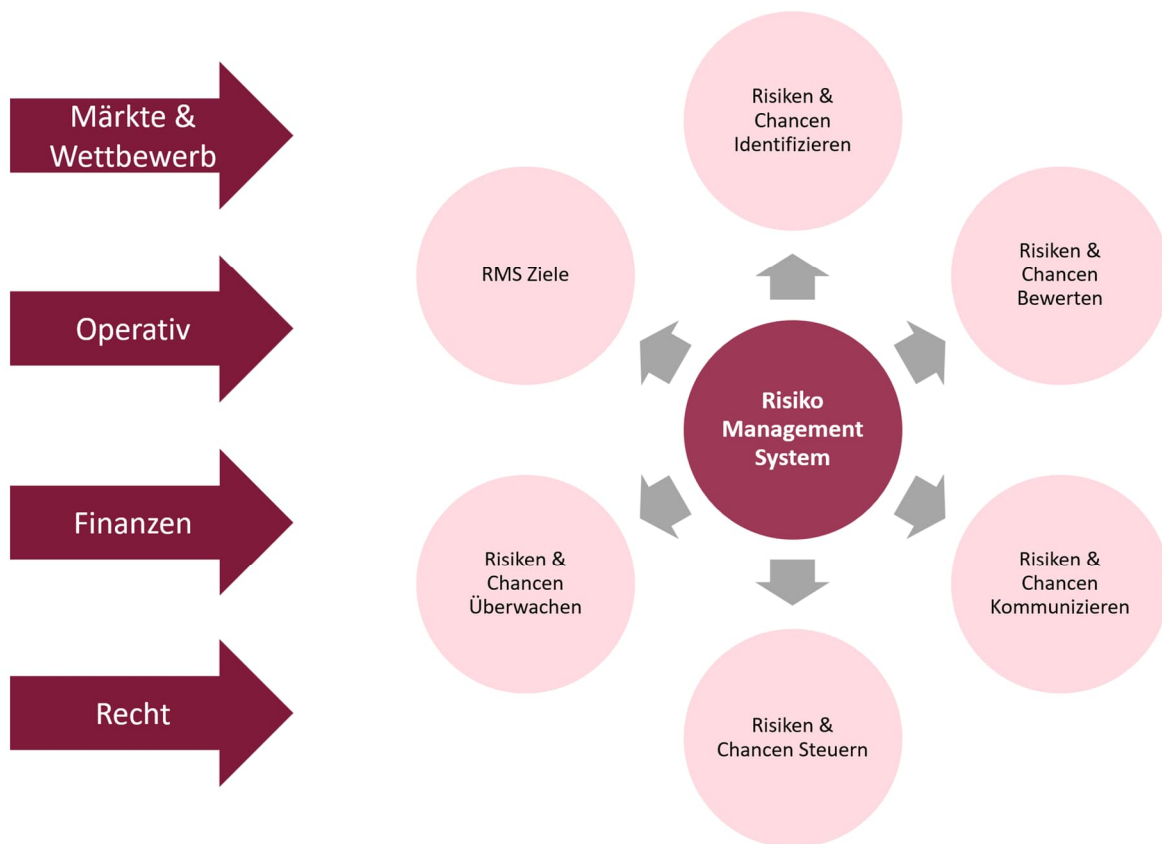 Märkte &
Wettbewerb
Operativ
Finanzen
Recht
Risiken &
Chancen
Identifizieren
Risiken &
Chancen
Bewerten
Risiken &
Chancen
Kommunizieren
Risiken &
Chancen Steuern
Risiken &
Chancen
Überwachen
RMS Ziele
Risiko
Management
System